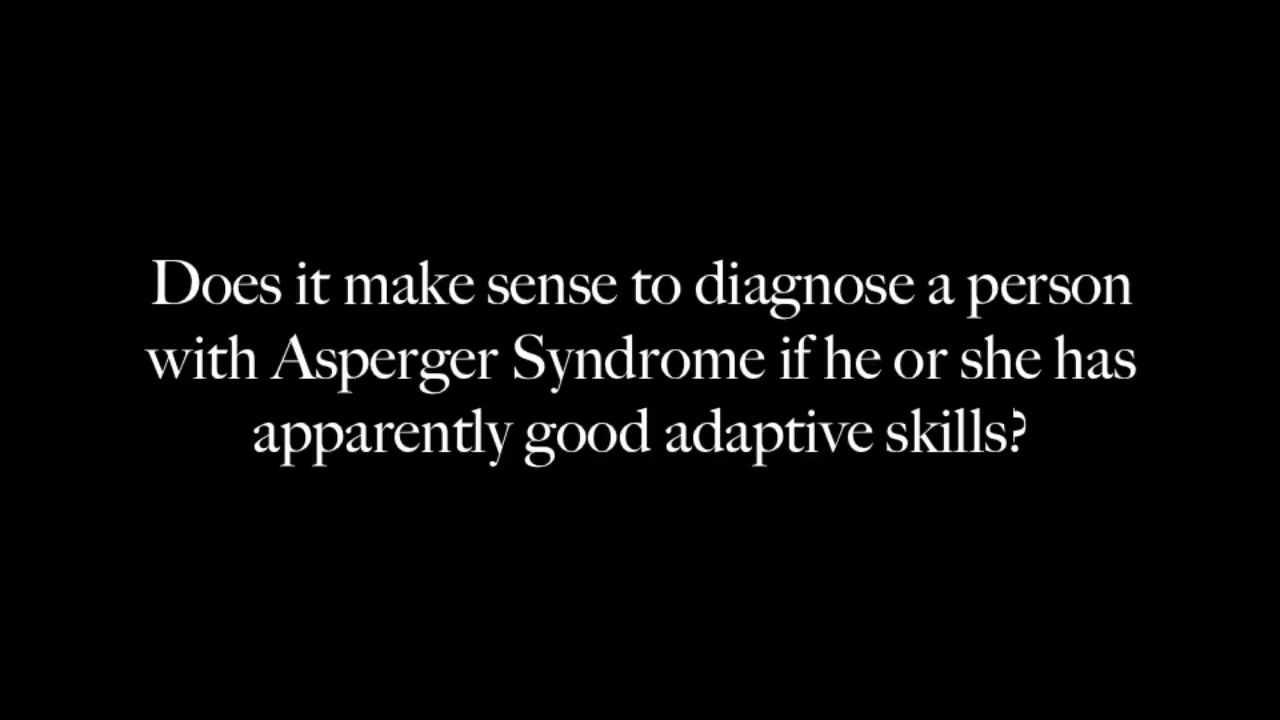 Does it make sense to diagnose a person
with Asperger Syndrome if he or she has
apparently good adaptive skills?